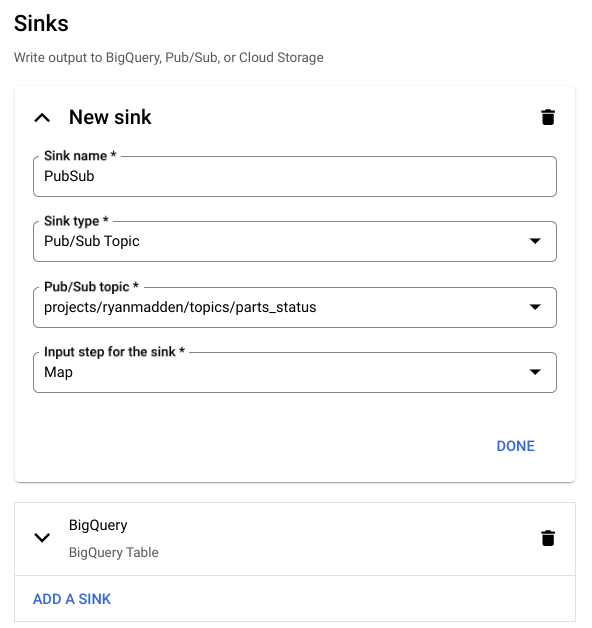 Sinks
Write output to BigQuery, Pub/Sub, or Cloud Storage
New sink
Sink name *
PubSub
Sink type *
Pub/Sub Topic
Pub/Sub topic *
projects/ryanmadden/topics/parts_status
Input step for the sink *
Map
DONE
BigQuery
BigQuery Table
ADD A SINK